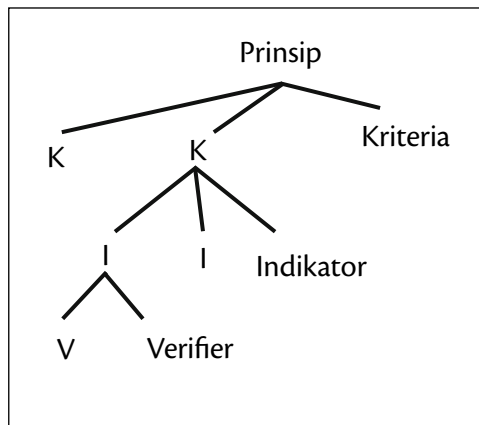 Prinsip
K K Kriteria
I I Indikator
V Verifier